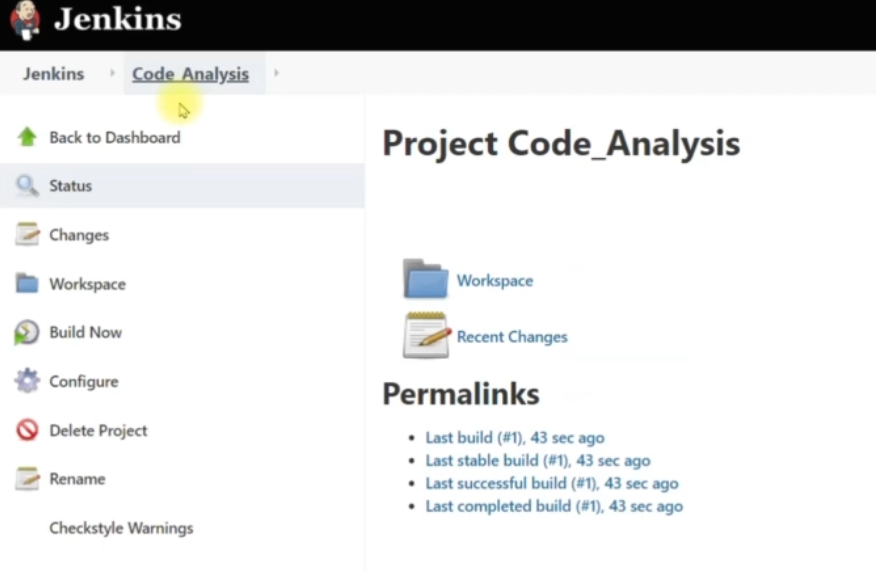 Jenkins
Jenkins
Code_Analysis
Back to Dashboard
Status
Changes
Workspace
Build Now
Configure
Delete Project
Rename
Checkstyle Warnings
Project Code_Analysis
Workspace
Recent Changes
Permalinks
Last build (#1), 43 sec ago
Last stable build (#1), 43 sec ago
Last successful build (#1), 43 sec ago
Last completed build (#1), 43 sec ago